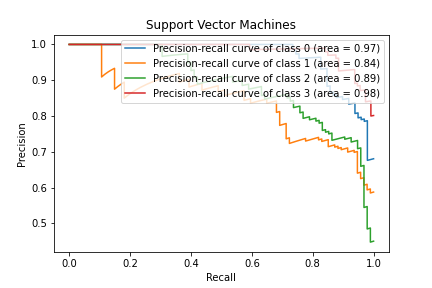 Support Vector Machines
1.0
0.9
0.8
0.7
0.6
0.5
Precision
Precision-recall curve of class 0 (area = 0.97)
Precision-recall curve of class 1 (area = 0.84)
Precision-recall curve of class 2 (area = 0.89)
Precision-recall curve of class 3 (area = 0.98)
0.0 0.2 0.4 0.6 0.8 1.0
Recall